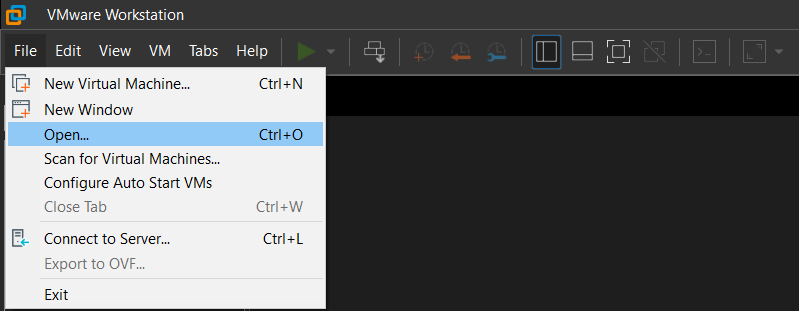 VMware Workstation
File Edit View VM Tabs Help
New Virtual Machine... Ctrl+N
New Window
Open... Ctrl+O
Scan for Virtual Machines...
Configure Auto Start VMs
Close Tab Ctrl+W
Connect to Server... Ctrl+L
Export to OVF...
Exit